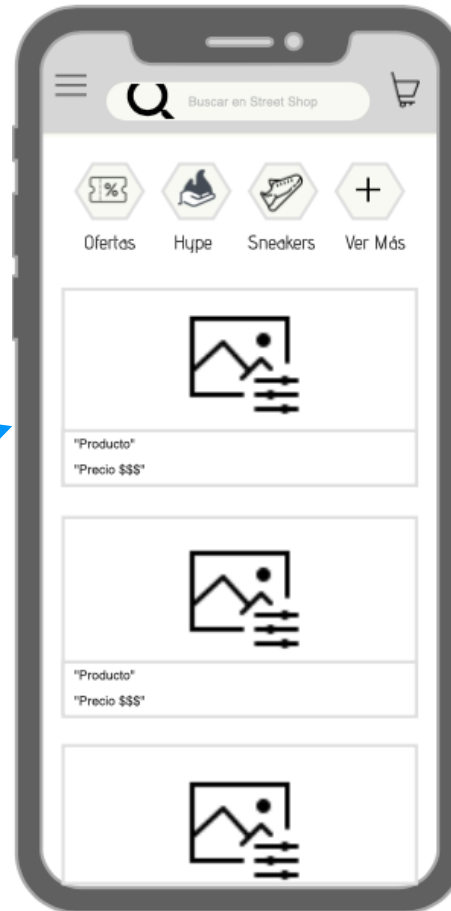 Buscar en Street Shop
%
Ofertas Hype Sneakers Ver Más
"Producto"
"Precio $$$"
"Producto"
"Precio $$$"